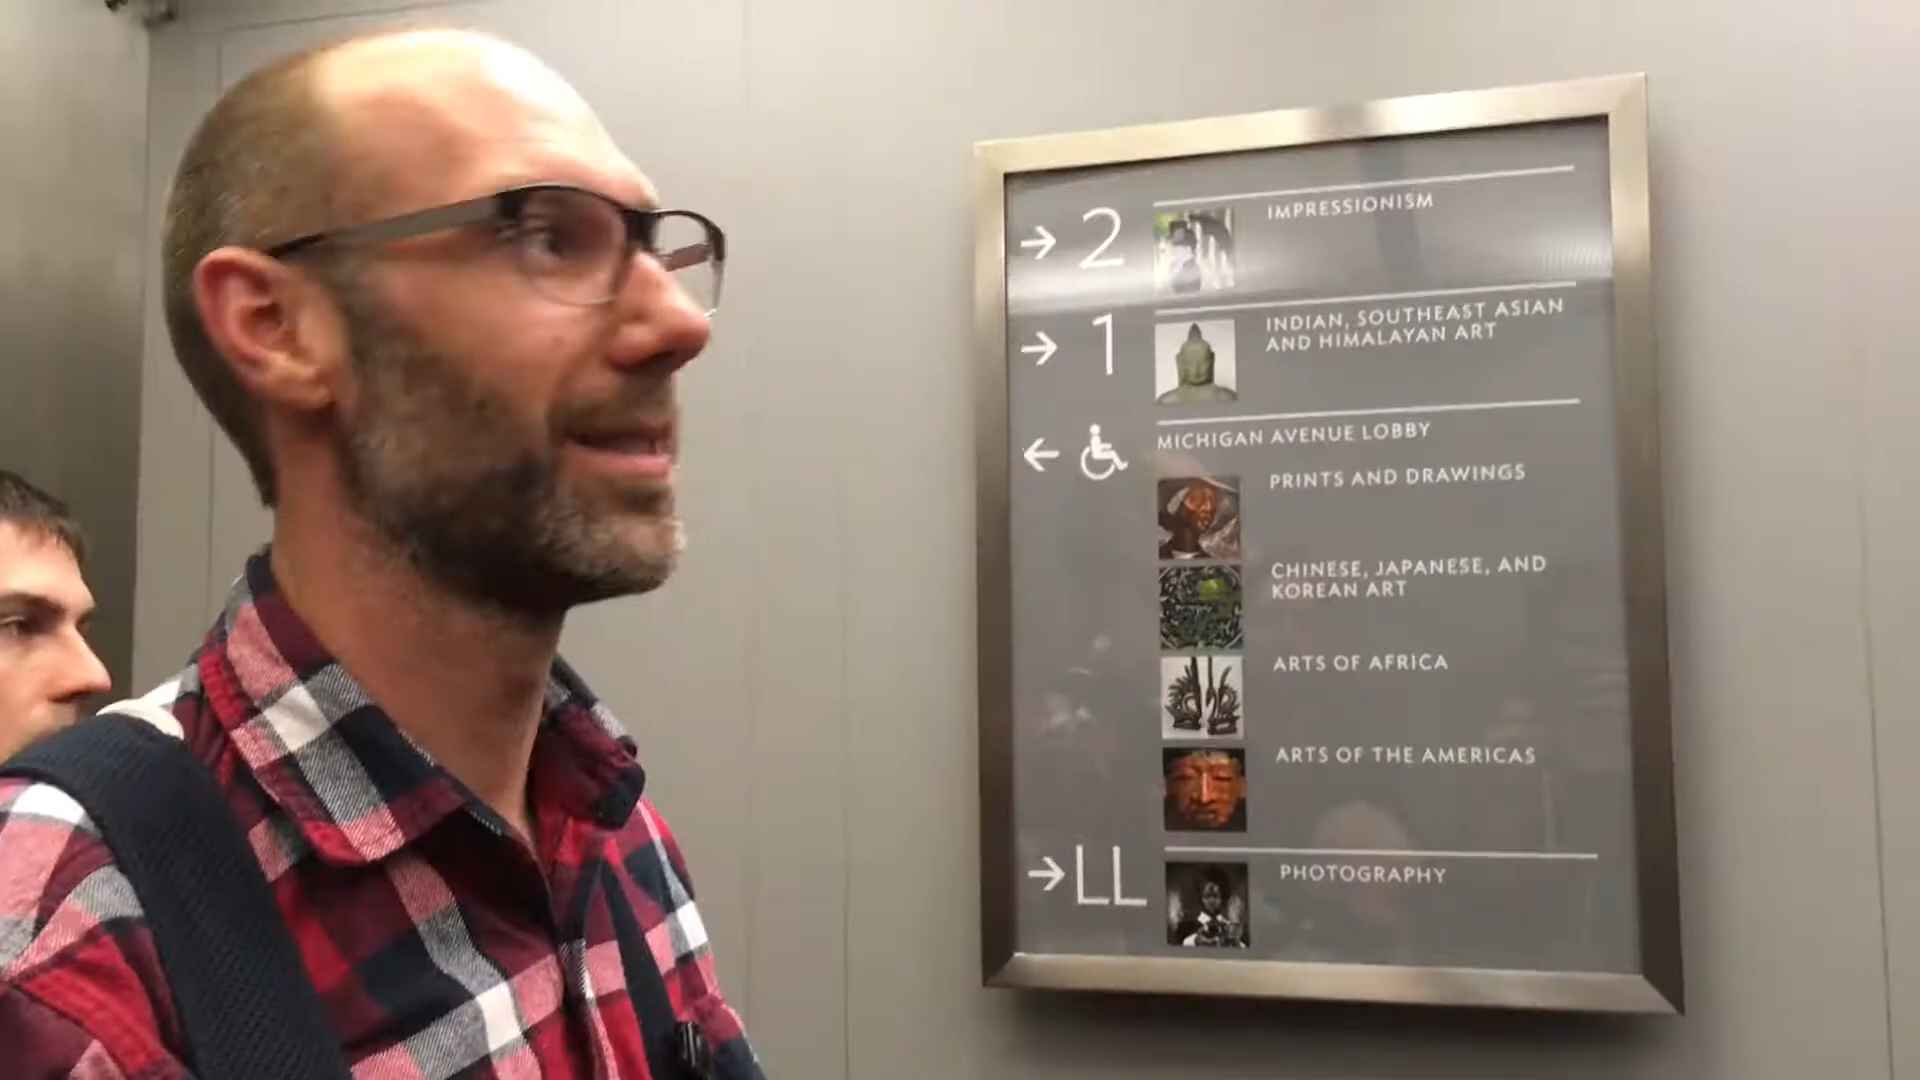 → 2 IMPRESSIONISM
→ 1 INDIAN, SOUTHEAST ASIAN
AND HIMALAYAN ART
← MICHIGAN AVENUE LOBBY
PRINTS AND DRAWINGS
CHINESE, JAPANESE, AND
KOREAN ART
ARTS OF AFRICA
ARTS OF THE AMERICAS
→ LL PHOTOGRAPHY